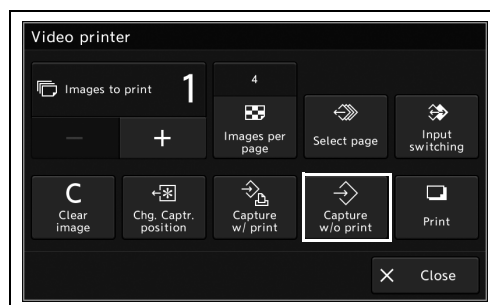 Video printer
Images to print 1
4
Images per
page
Select page
Input
switching
C
Clear
image
Chg. Captr.
position
Capture
w/ print
Capture
w/o print
Print
Close